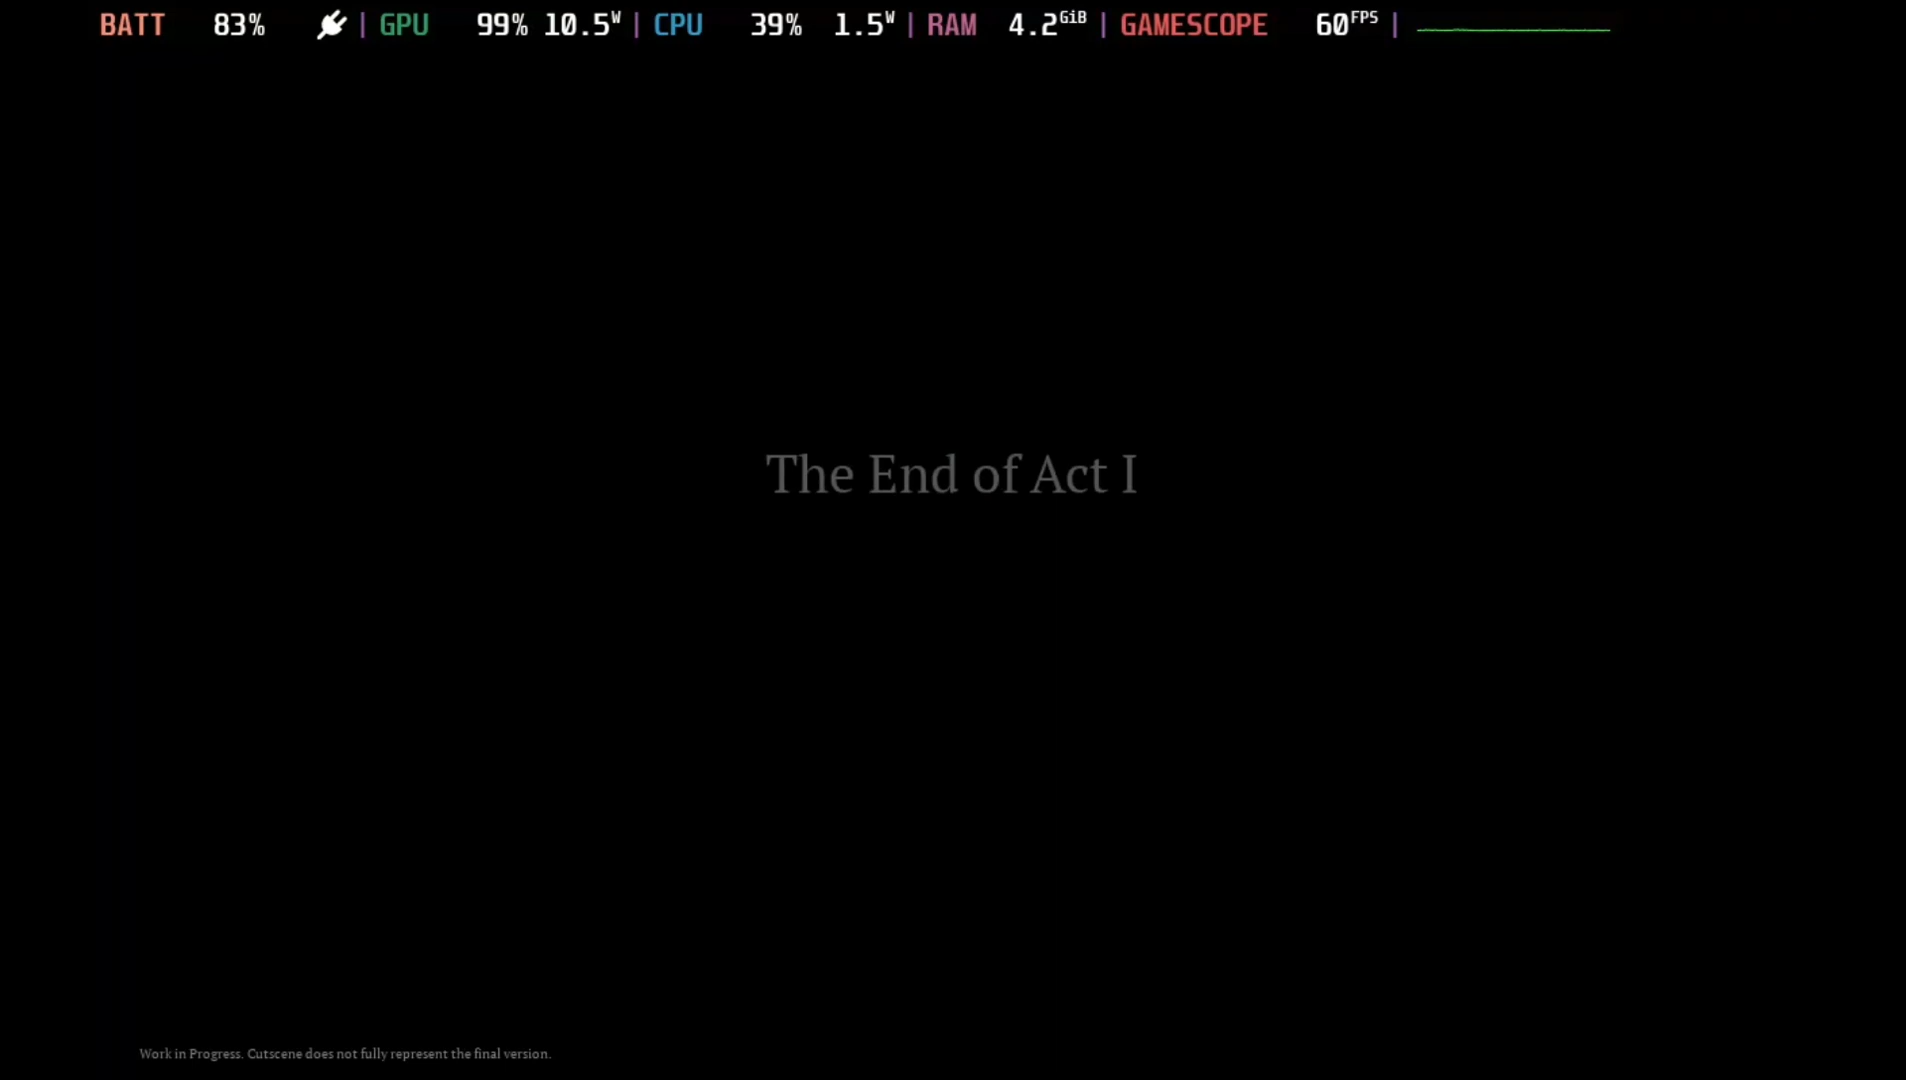 BATT 83% | GPU 99% 10.5W | CPU 39% 1.5W | RAM 4.2GiB | GAMESCOPE 60FPS |
The End of Act I
Work in Progress. Cutscene does not fully represent the final version.